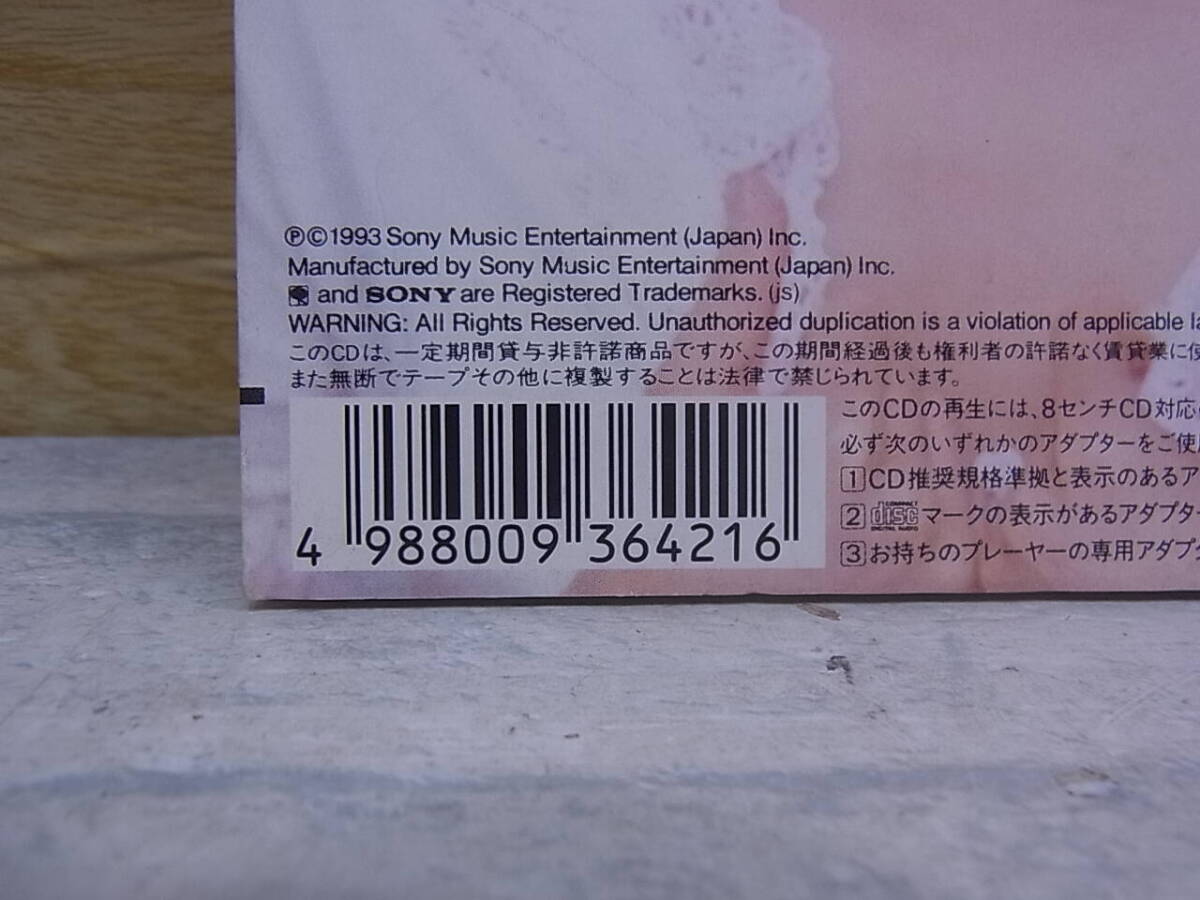 ℗©1993 Sony Music Entertainment (Japan) Inc.
Manufactured by Sony Music Entertainment (Japan) Inc.
and SONY are Registered Trademarks. (js)
WARNING: All Rights Reserved. Unauthorized duplication is a violation of applicable la
このCDは、一定期間貸与非許諾商品ですが、この期間経過後も権利者の許諾なく賃貸業に使
また無断でテープその他に複製することは法律で禁じられています。
このCDの再生には、8センチCD対応
必ず次のいずれかのアダプターをご使
1 CD推奨規格準拠と表示のあるア
2 COMPACT disc DIGITAL AUDIO マークの表示があるアダプター
3 お持ちのプレーヤーの専用アダプ
4 988009 364216